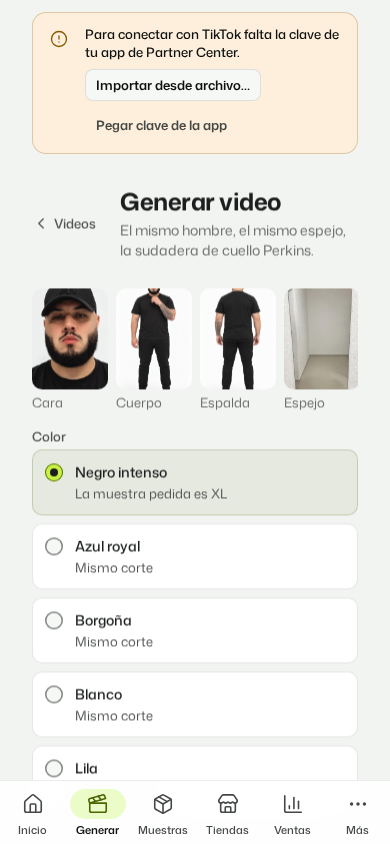 Para conectar con TikTok falta la clave de
tu app de Partner Center.
Importar desde archivo...
Pegar clave de la app
Videos
Generar video
El mismo hombre, el mismo espejo,
la sudadera de cuello Perkins.
Cara
Cuerpo
Espalda
Espejo
Color
Negro intenso
La muestra pedida es XL
Azul royal
Mismo corte
Borgoña
Mismo corte
Blanco
Mismo corte
Lila
Inicio
Generar
Muestras
Tiendas
Ventas
Más